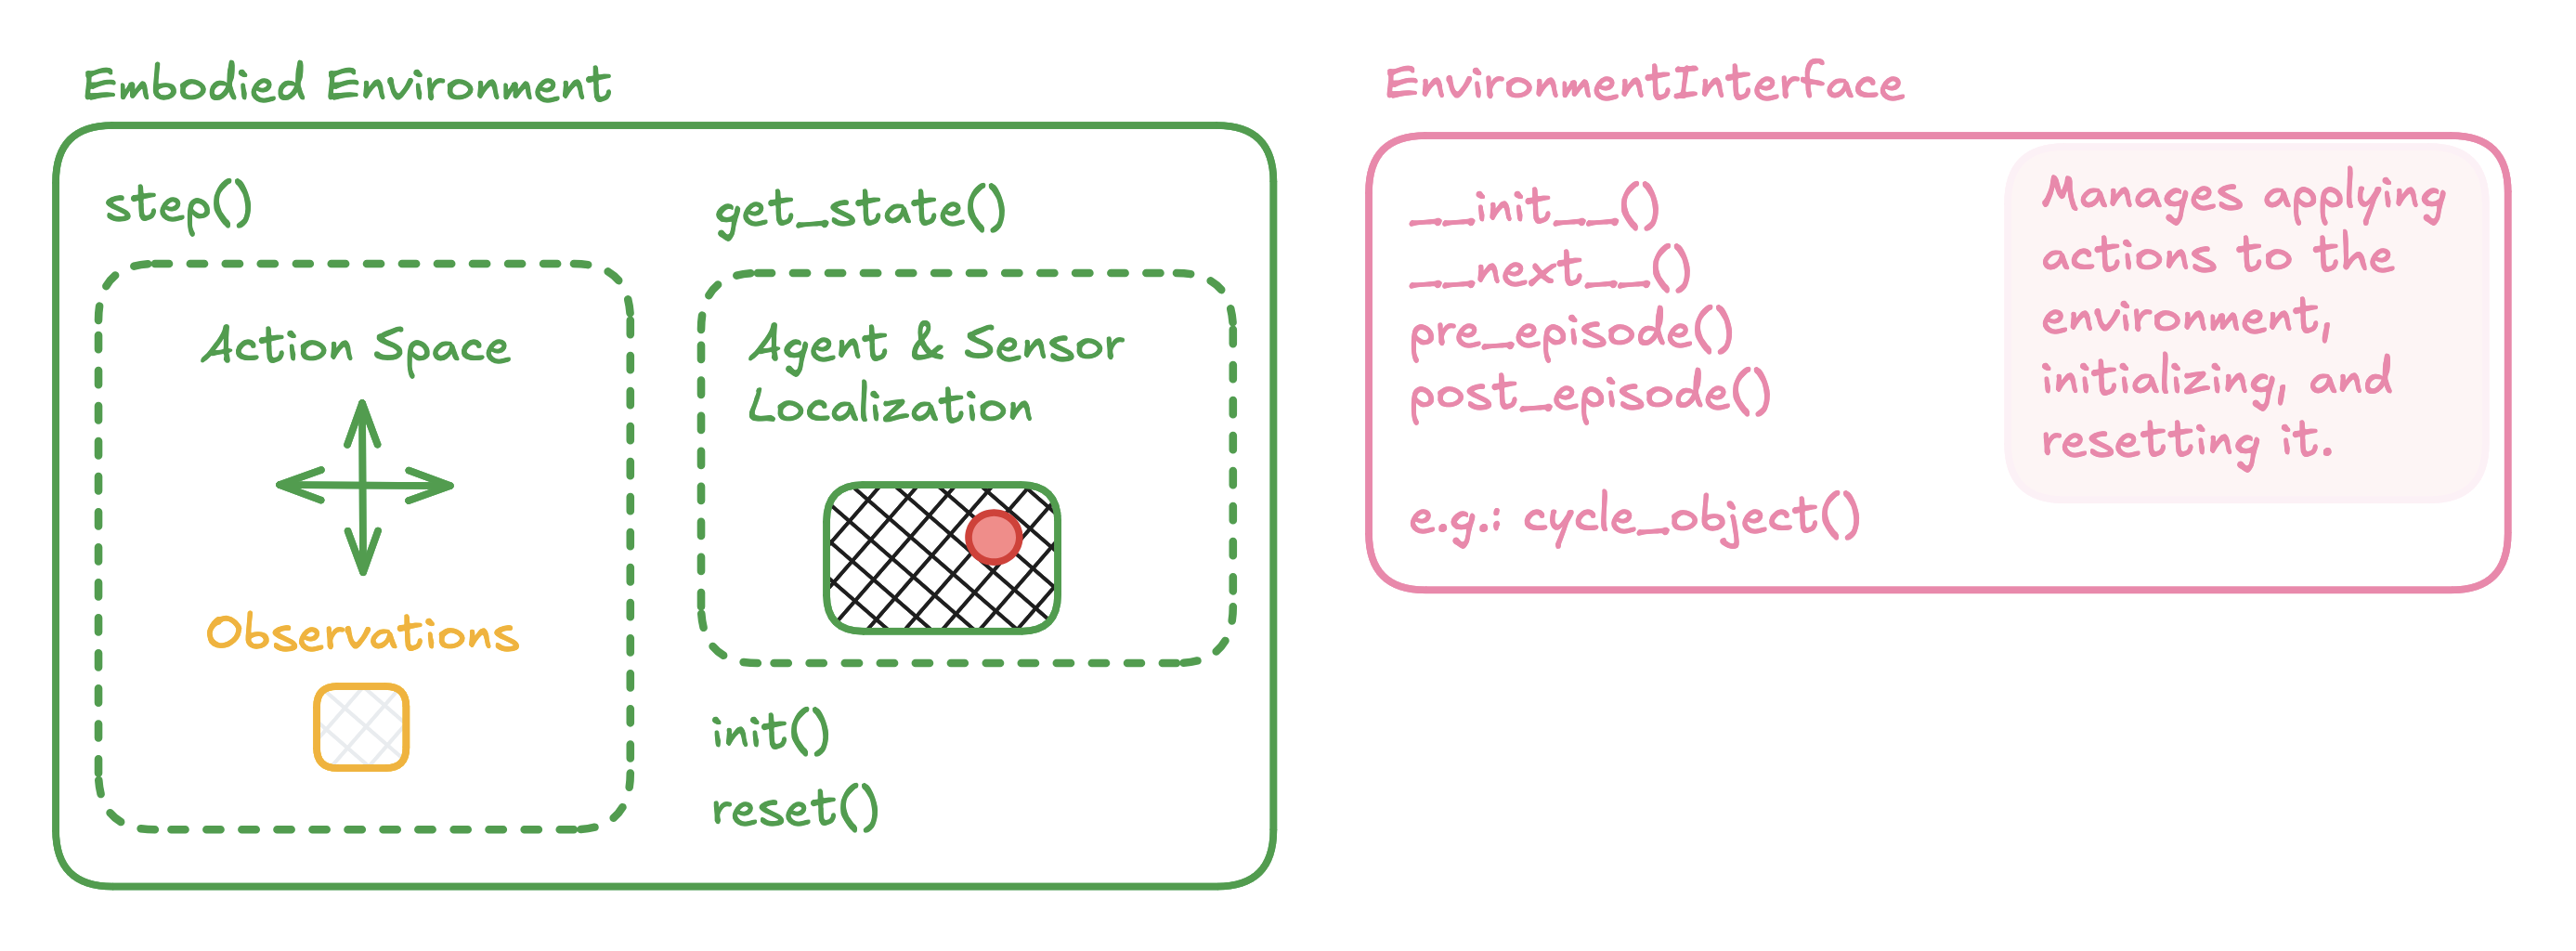 Embodied Environment
step()
Action Space
Observations
get_state()
Agent & Sensor
Localization
init()
reset()
EnvironmentInterface
__init__()
__next__()
pre_episode()
post_episode()
e.g.: cycle_object()
Manages applying
actions to the
environment,
initializing, and
resetting it.